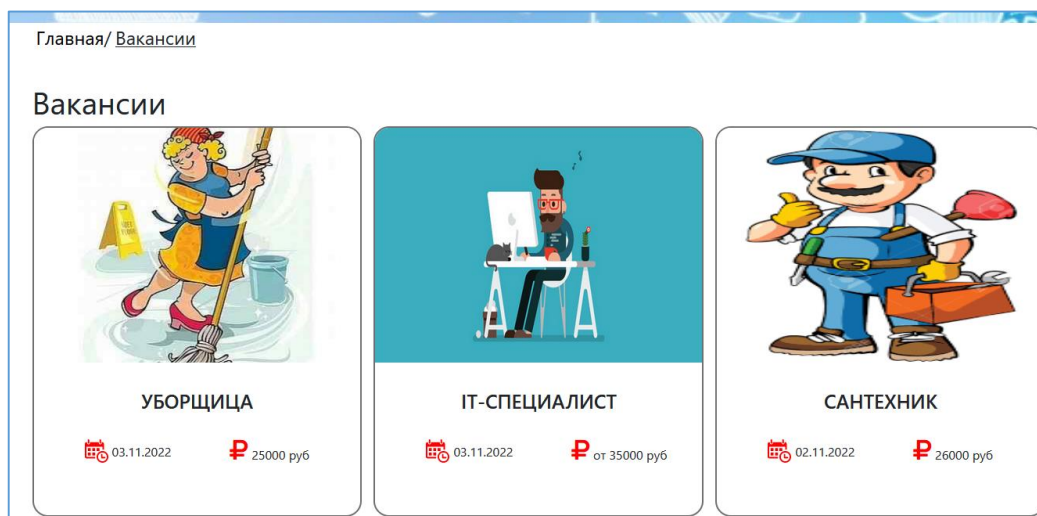 Главная/ Вакансии
Вакансии
УБОРЩИЦА
03.11.2022
25000 руб
IT-СПЕЦИАЛИСТ
03.11.2022
от 35000 руб
САНТЕХНИК
02.11.2022
26000 руб